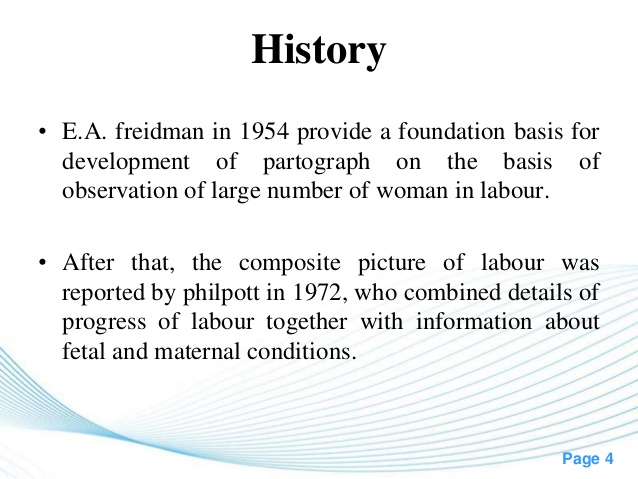 History
• E.A. freidman in 1954 provide a foundation basis for
development of partograph on the basis of
observation of large number of woman in labour.
• After that, the composite picture of labour was
reported by philpott in 1972, who combined details of
progress of labour together with information about
fetal and maternal conditions.
Page 4